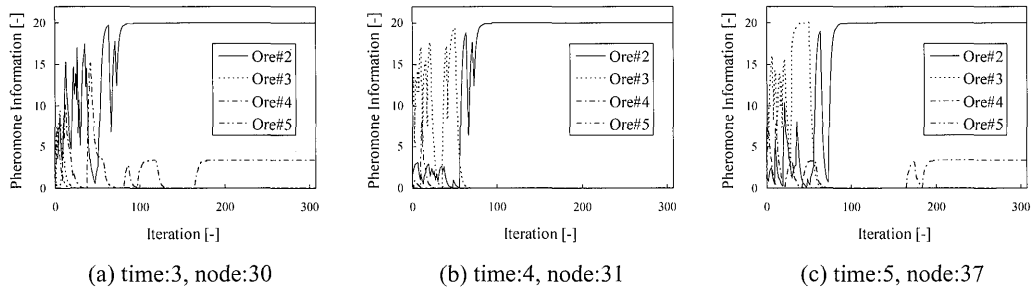 Pheromone Information [-]
20
15
10
5
0
Ore#2
Ore#3
Ore#4
Ore#5
0 100 200 300
Iteration [-]
(a) time:3, node:30
Pheromone Information [-]
20
15
10
5
0
Ore#2
Ore#3
Ore#4
Ore#5
0 100 200 300
Iteration [-]
(b) time:4, node:31
Pheromone Information [-]
20
15
10
5
0
Ore#2
Ore#3
Ore#4
Ore#5
0 100 200 300
Iteration [-]
(c) time:5, node:37